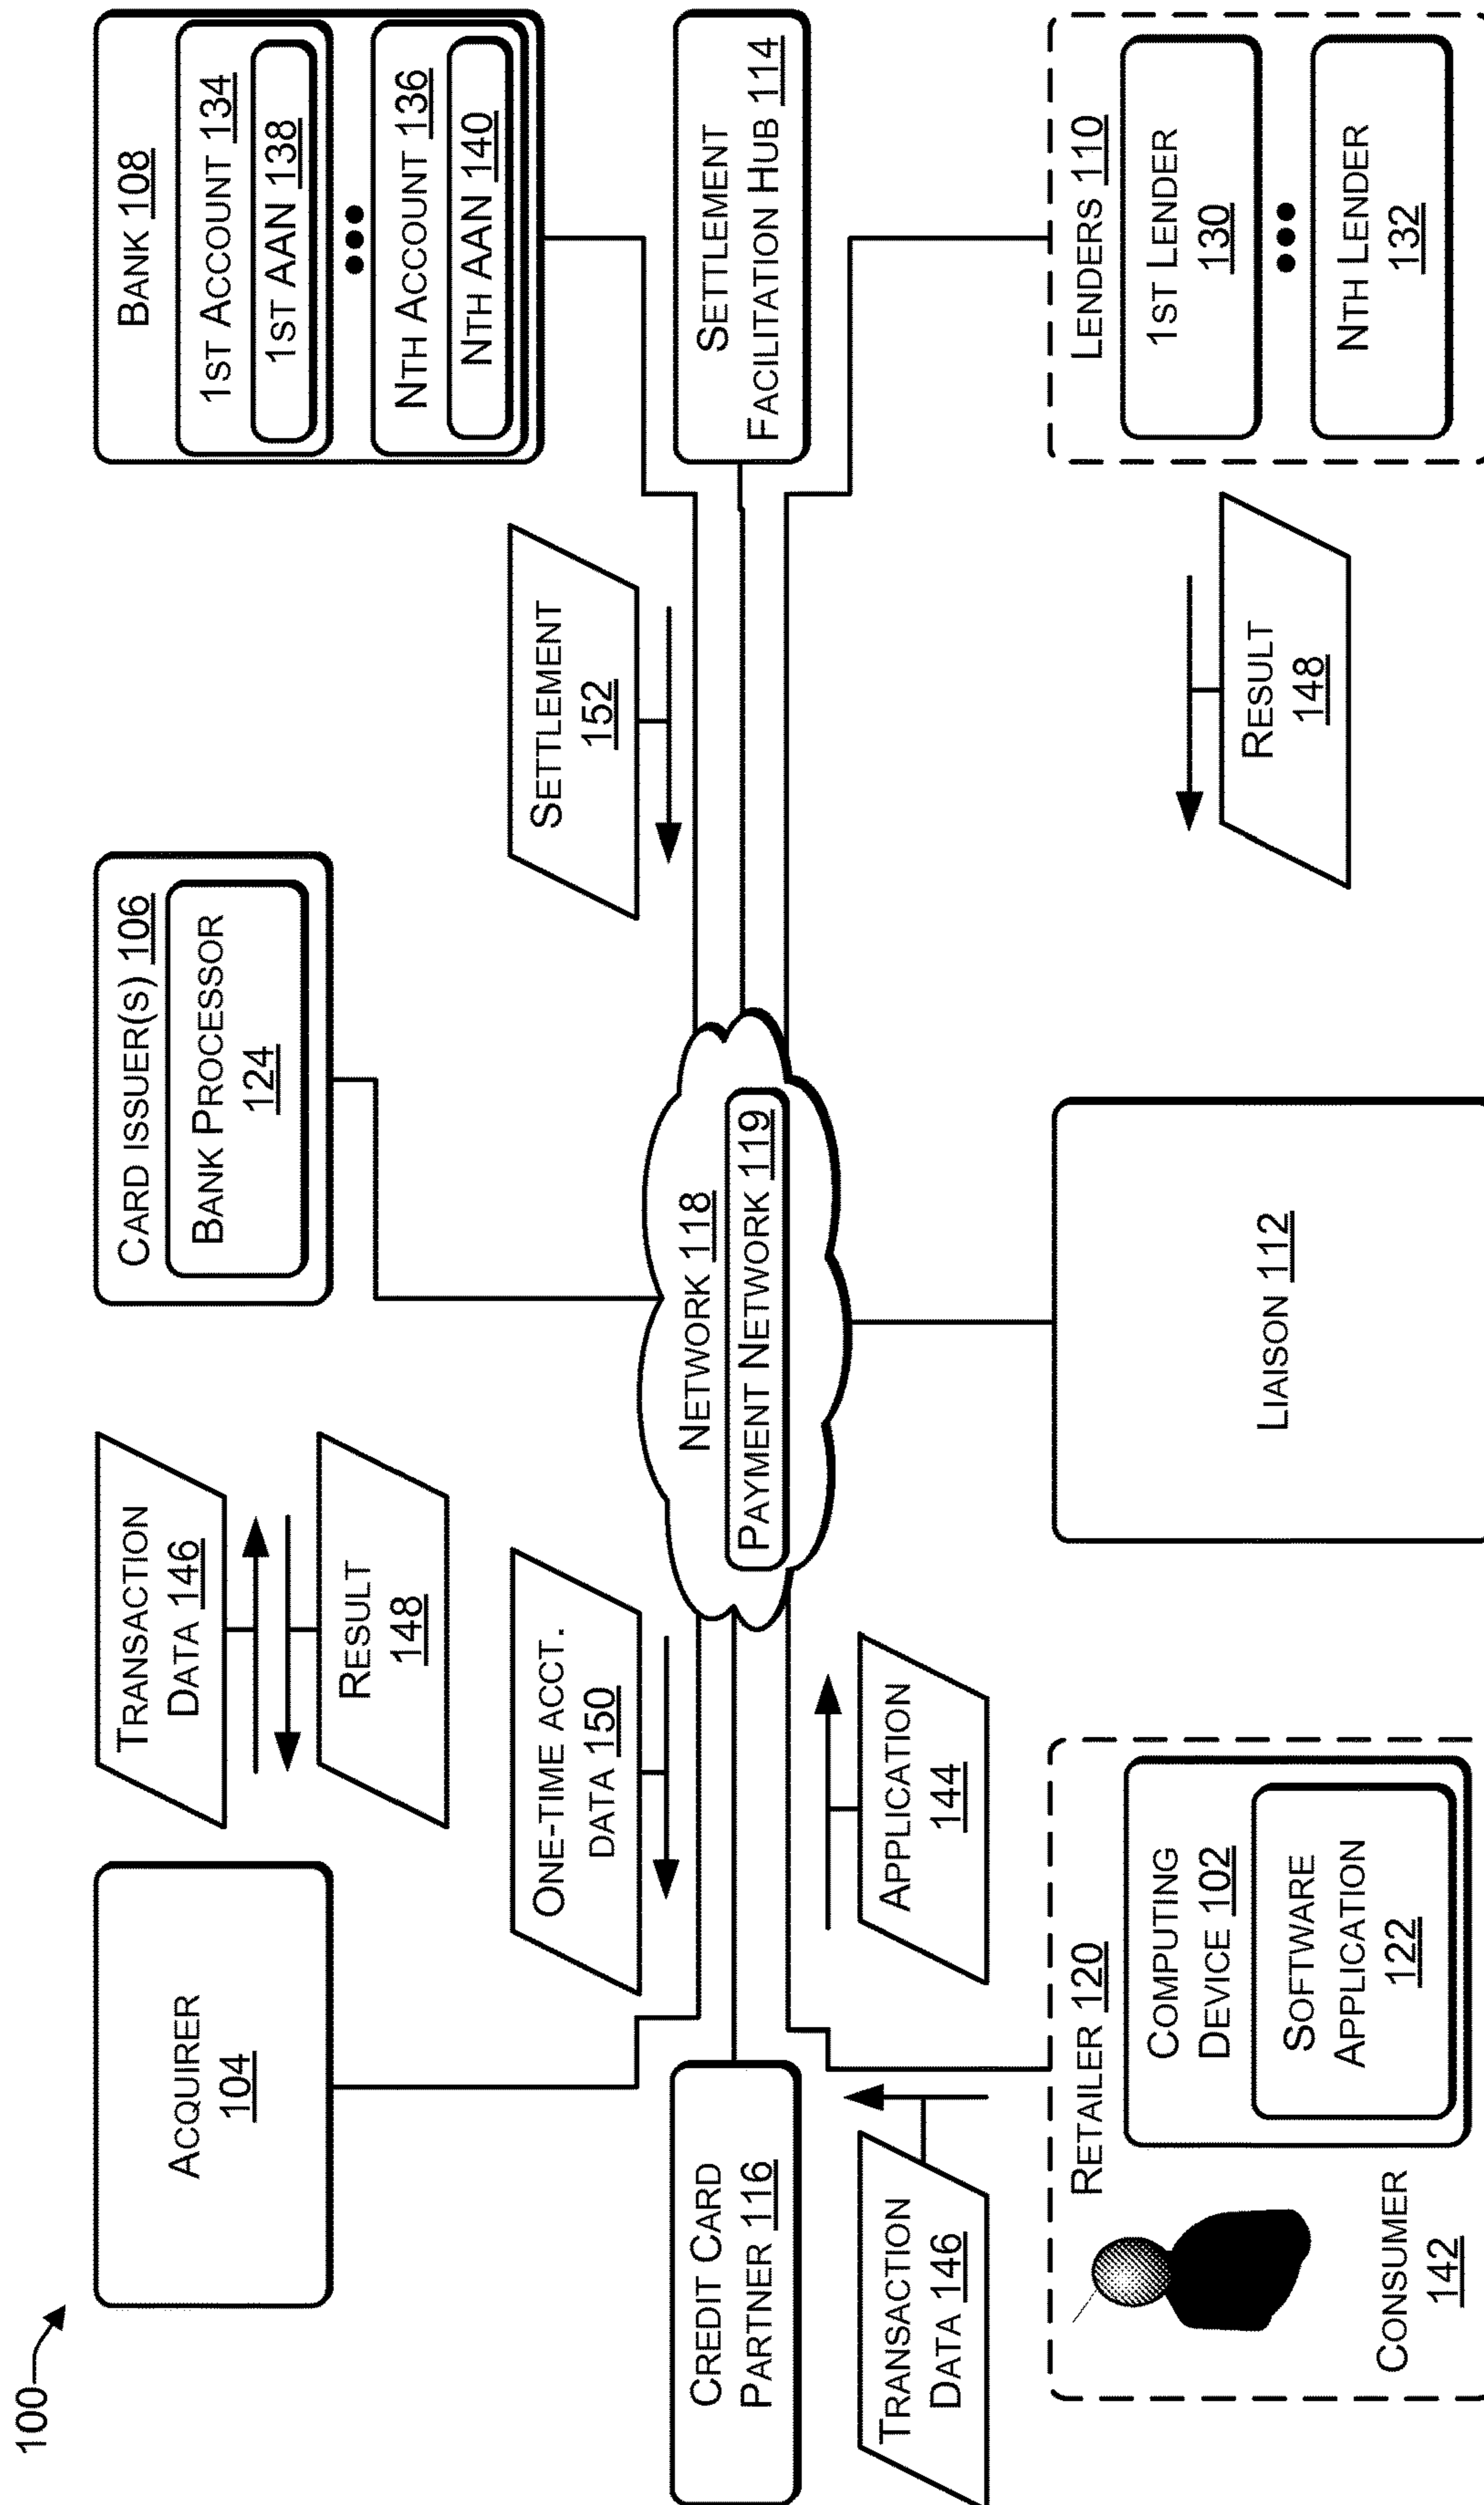 100
ACQUIRER
104
TRANSACTION
DATA 146
RESULT
148
CARD ISSUER(S) 106
BANK PROCESSOR
124
BANK 108
1ST ACCOUNT 134
1ST AAN 138
NTH ACCOUNT 136
NTH AAN 140
ONE-TIME ACCT.
DATA 150
SETTLEMENT
152
CREDIT CARD
PARTNER 116
NETWORK 118
PAYMENT NETWORK 119
SETTLEMENT
FACILITATION HUB 114
TRANSACTION
DATA 146
APPLICATION
144
RETAILER 120
COMPUTING
DEVICE 102
SOFTWARE
APPLICATION
122
CONSUMER
142
LIAISON 112
RESULT
148
LENDERS 110
1ST LENDER
130
NTH LENDER
132